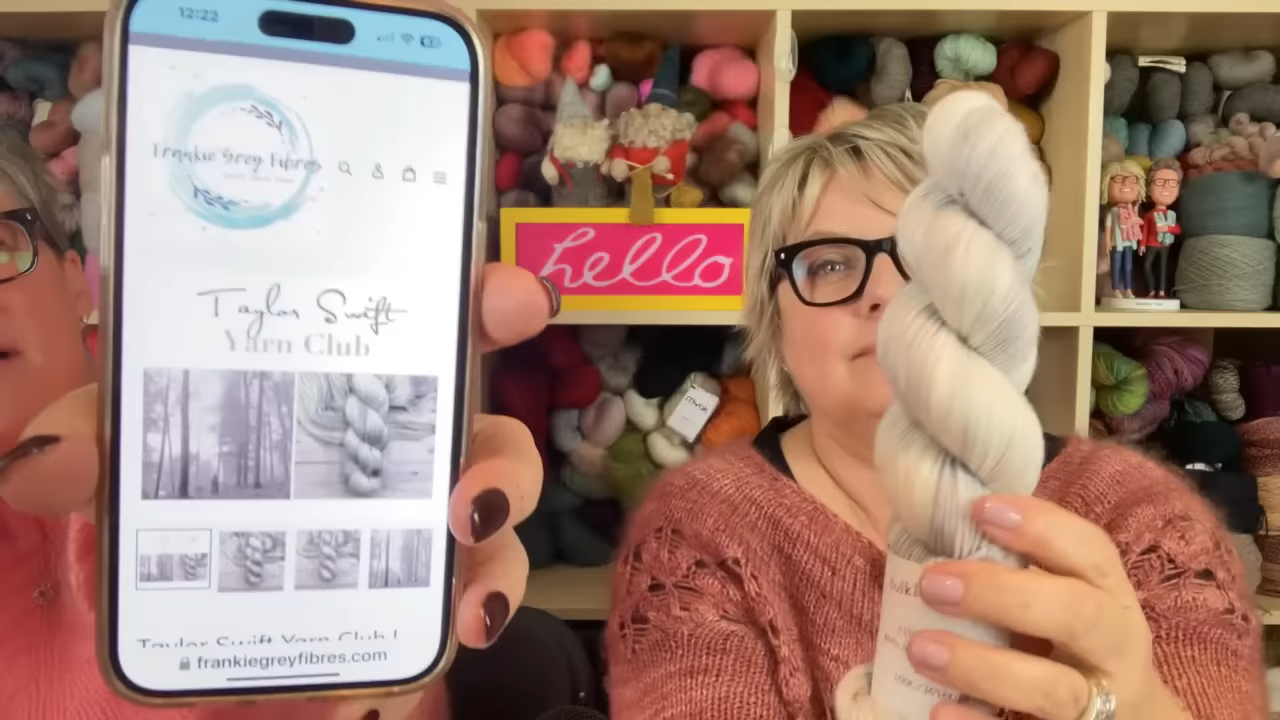 12:22
Frankie Grey Fibres
Taylor Swift
Yarn Club
Taylor Swift Yarn Club |
frankiegreyfibres.com
hello